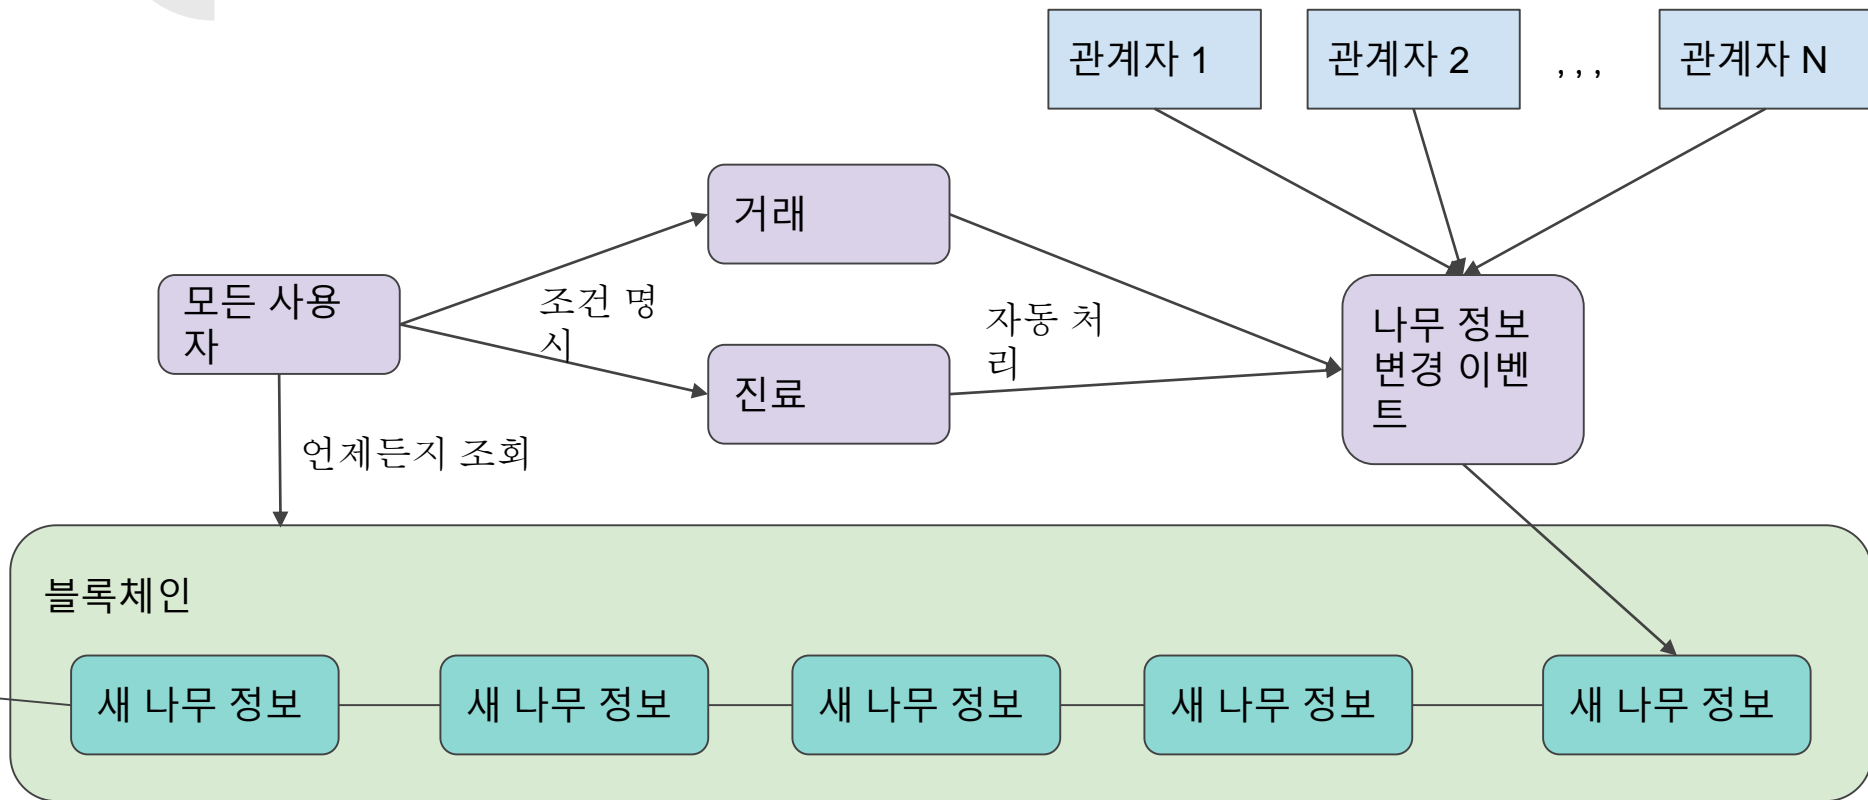 관계자 1
관계자 2
, , ,
관계자 N
거래
모든 사용
자
조건 명
시
자동 처
리
나무 정보
변경 이벤
트
진료
언제든지 조회
블록체인
새 나무 정보
새 나무 정보
새 나무 정보
새 나무 정보
새 나무 정보